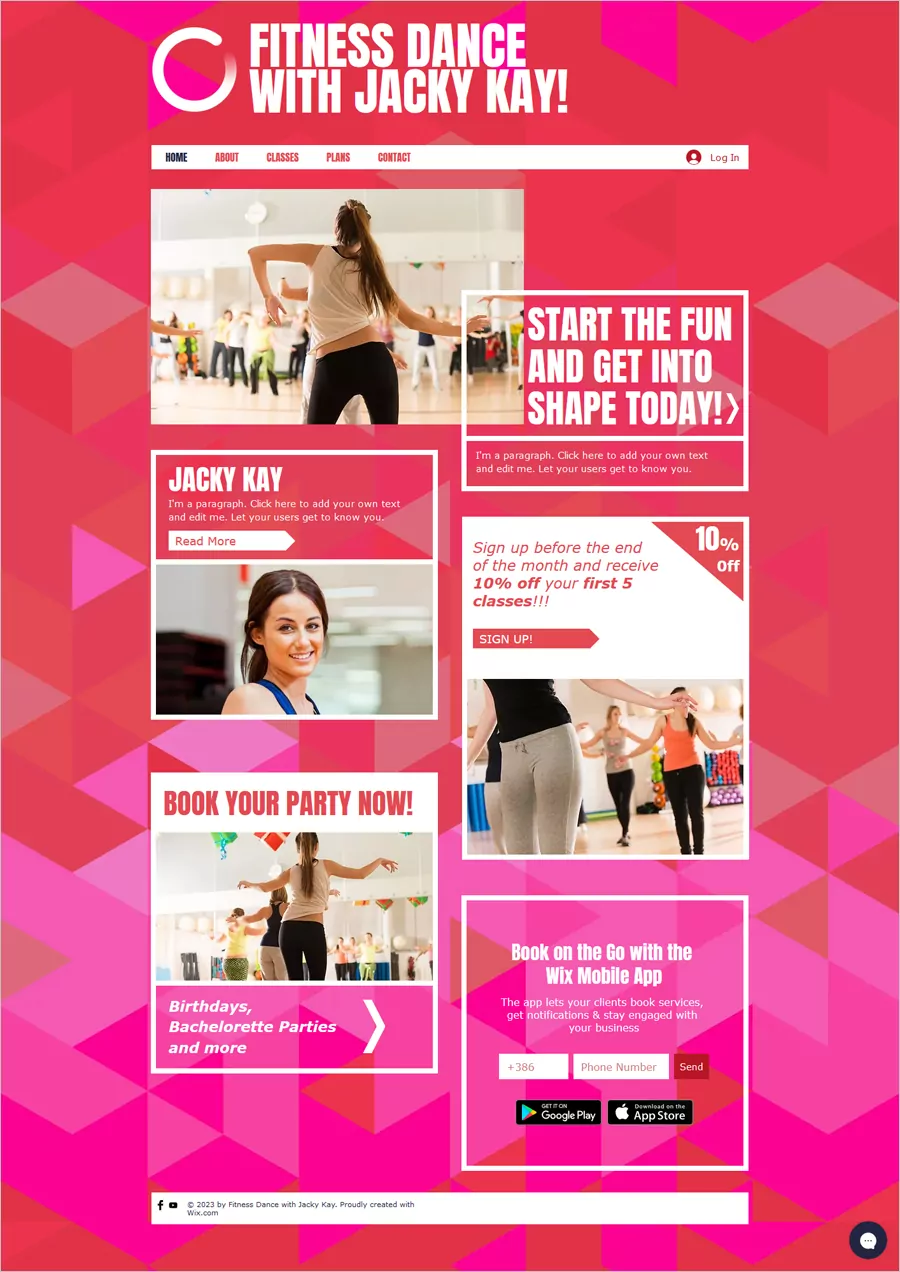 FITNESS DANCE
WITH JACKY KAY!
HOME ABOUT CLASSES PLANS CONTACT Log In
START THE FUN
AND GET INTO
SHAPE TODAY!
I'm a paragraph. Click here to add your own text
and edit me. Let your users get to know you.
JACKY KAY
I'm a paragraph. Click here to add your own text
and edit me. Let your users get to know you.
Read More
10%
Off
Sign up before the end
of the month and receive
10% off your first 5
classes!!!
SIGN UP!
BOOK YOUR PARTY NOW!
Birthdays,
Bachelorette Parties
and more
Book on the Go with the
Wix Mobile App
The app lets your clients book services,
get notifications & stay engaged with
your business
+386 Phone Number Send
GET IT ON
Google Play
Download on the
App Store
© 2023 by Fitness Dance with Jacky Kay. Proudly created with
Wix.com